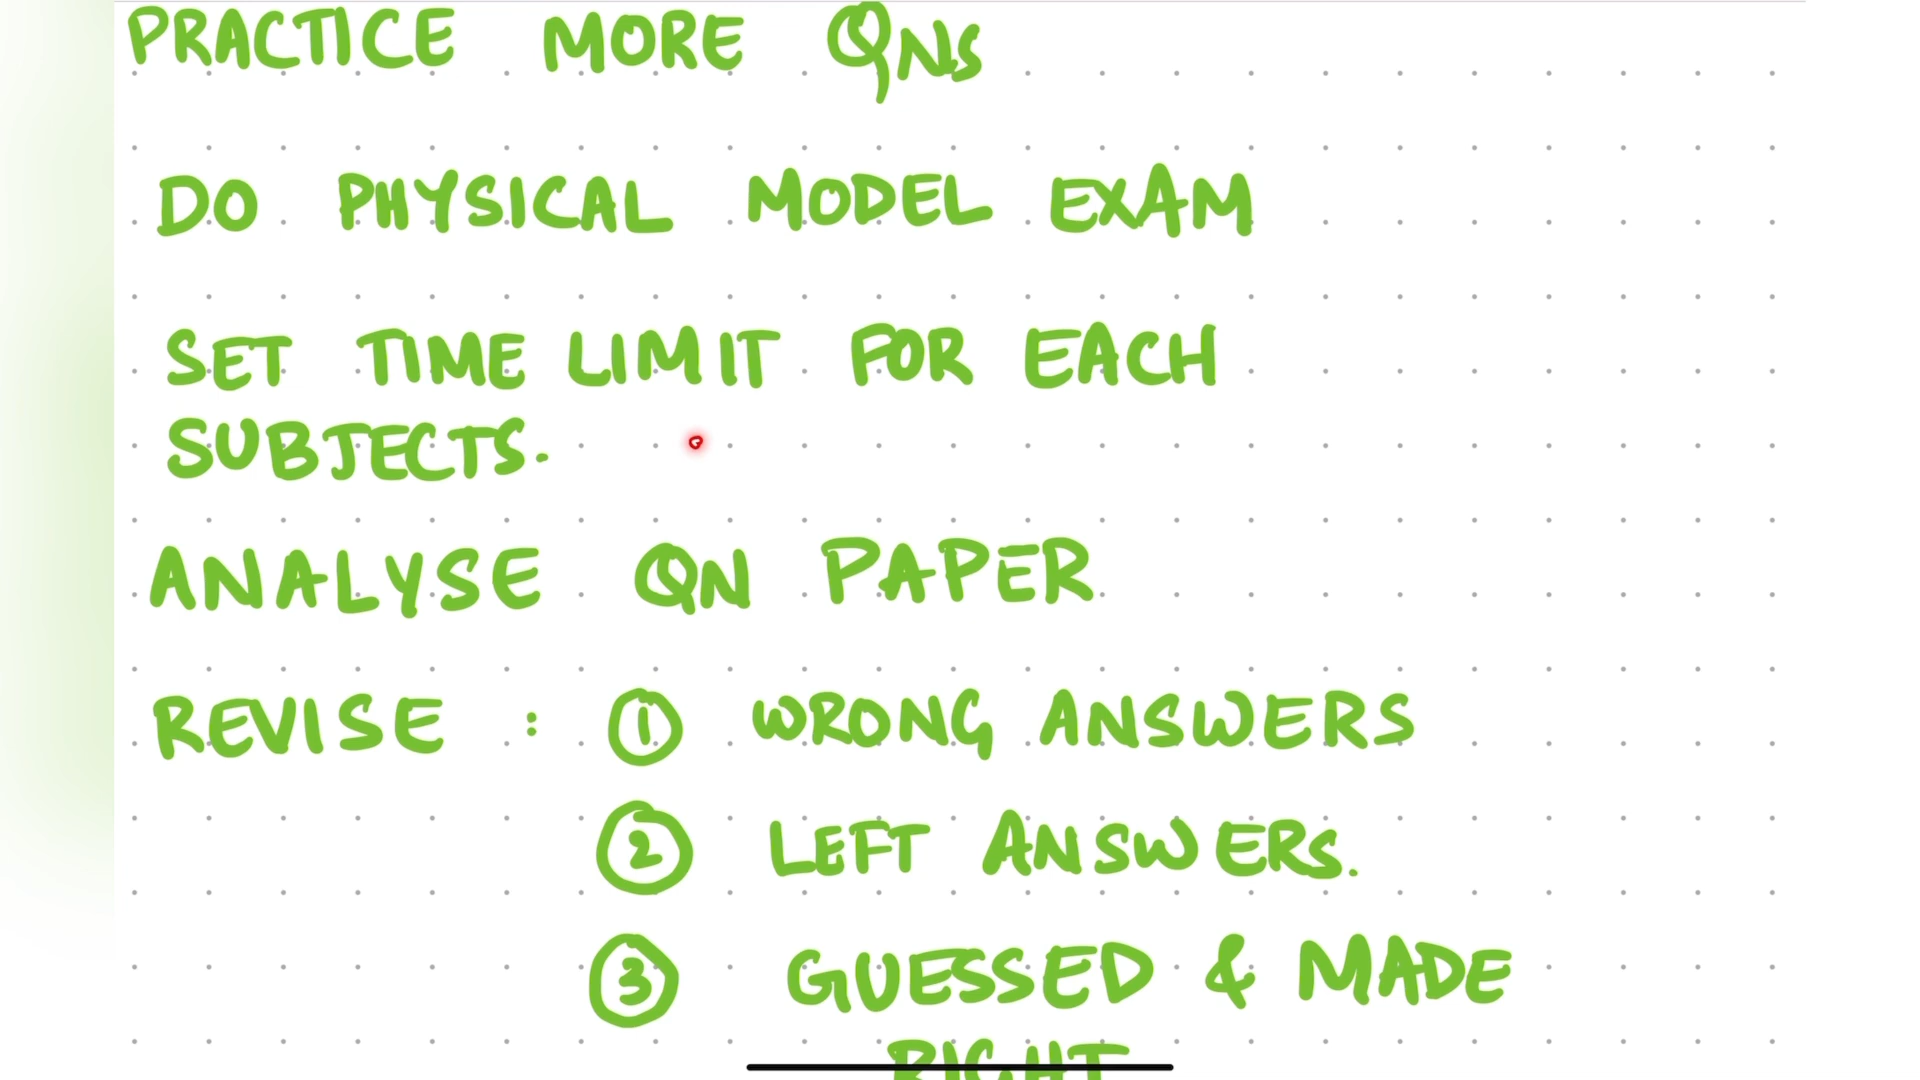 PRACTICE MORE QNS
DO PHYSICAL MODEL EXAM
SET TIME LIMIT FOR EACH
SUBJECTS.
ANALYSE QN PAPER
REVISE : ① WRONG ANSWERS
② LEFT ANSWERS.
③ GUESSED & MADE
RIGHT